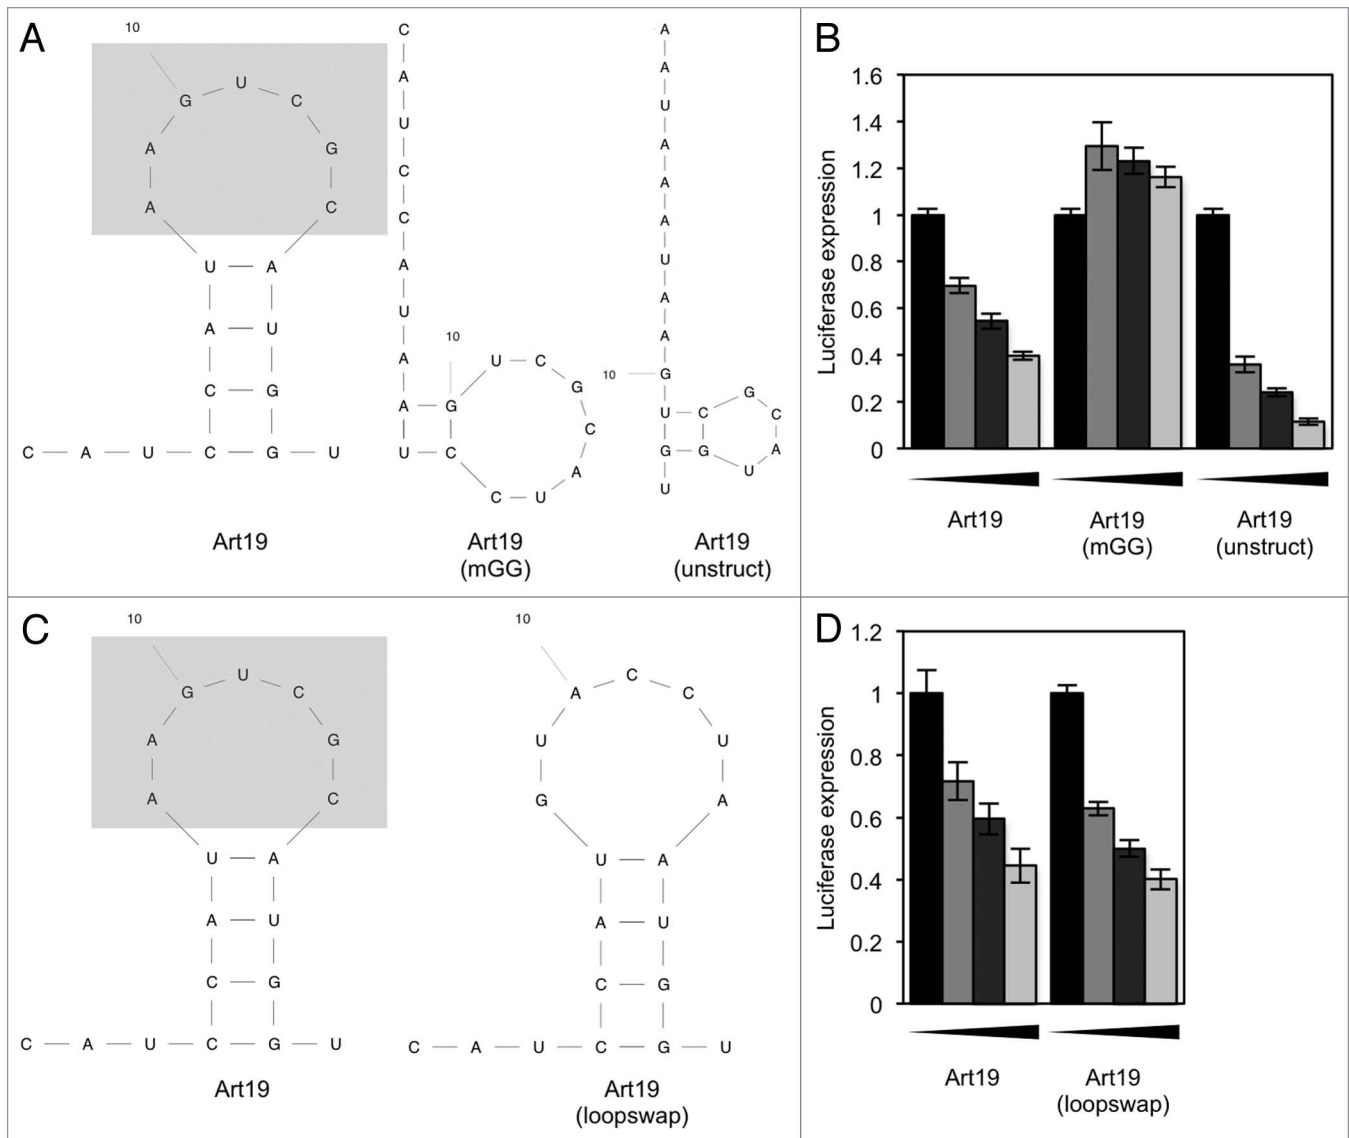 A
10
G U C
A G
A C
U A
A U
C G
C A U C G U
Art19
C
A
U
C
C
A
U
A
A G
U C
10
U C
G
C
A
U
C
Art19
(mGG)
A
A
U
A
A
A
U
A
A
10 G
U C G
C
G G U A
U
Art19
(unstruct)
B
Luciferase expression
1.6
1.4
1.2
1
0.8
0.6
0.4
0.2
0
Art19
Art19
(mGG)
Art19
(unstruct)
C
10
G U C
A G
A C
U A
A U
C G
C A U C G U
Art19
10
A C C
U U
G A
U A
A U
C G
C A U C G U
Art19
(loopswap)
D
Luciferase expression
1.2
1
0.8
0.6
0.4
0.2
0
Art19
Art19
(loopswap)